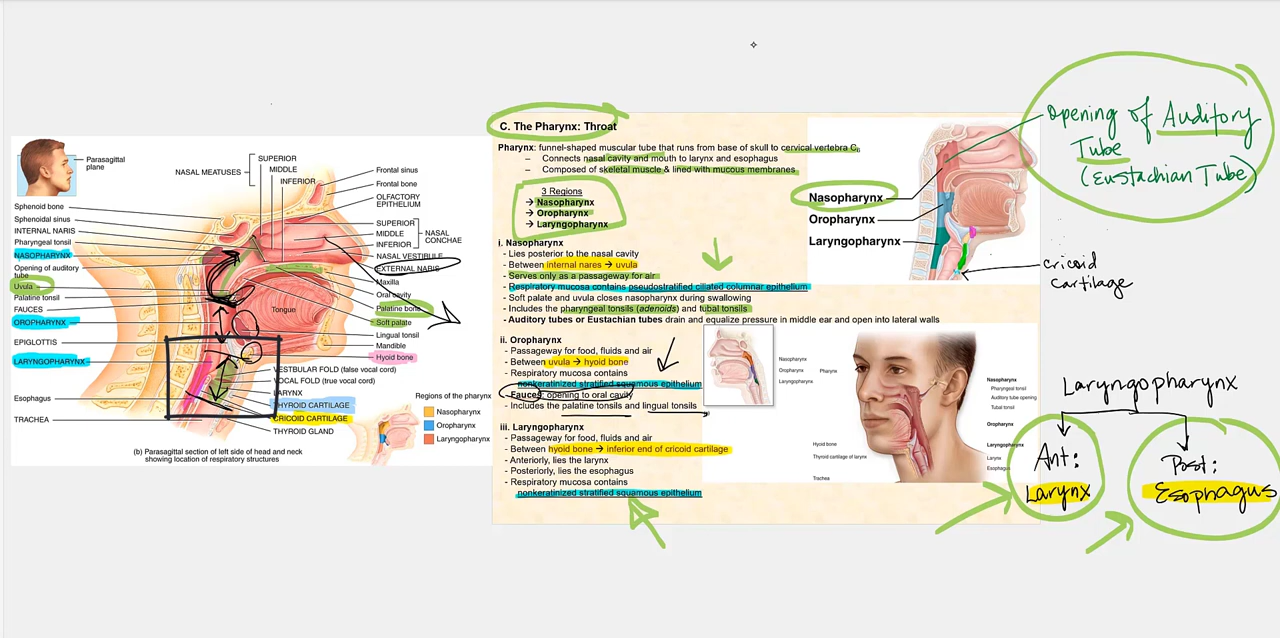 Parasagittal
plane
NASAL MEATUSES
SUPERIOR
MIDDLE
INFERIOR
Frontal sinus
Frontal bone
OLFACTORY
EPITHELIUM
SUPERIOR
MIDDLE
INFERIOR
NASAL
CONCHAE
NASAL VESTIBULE
EXTERNAL NARIS
Maxilla
Oral cavity
Palatine bone
Soft palate
Lingual tonsil
Mandible
Hyoid bone
VESTIBULAR FOLD (false vocal cord)
VOCAL FOLD (true vocal cord)
LARYNX
THYROID CARTILAGE
CRICOID CARTILAGE
THYROID GLAND
Sphenoid bone
Sphenoidal sinus
INTERNAL NARIS
Pharyngeal tonsil
NASOPHARYNX
Opening of auditory
tube
Uvula
Palatine tonsil
FAUCES
OROPHARYNX
EPIGLOTTIS
LARYNGOPHARYNX
Esophagus
TRACHEA
Tongue
Regions of the pharynx
Nasopharynx
Oropharynx
Laryngopharynx
(b) Parasagittal section of left side of head and neck
showing location of respiratory structures
C. The Pharynx: Throat
Pharynx: funnel-shaped muscular tube that runs from base of skull to cervical vertebra C
– Connects nasal cavity and mouth to larynx and esophagus
– Composed of skeletal muscle & lined with mucous membranes
3 Regions
→ Nasopharynx
→ Oropharynx
→ Laryngopharynx
i. Nasopharynx
- Lies posterior to the nasal cavity
- Between internal nares → uvula
- Serves only as a passageway for air
- Respiratory mucosa contains pseudostratified ciliated columnar epithelium
- Soft palate and uvula closes nasopharynx during swallowing
- Includes the pharyngeal tonsils (adenoids) and tubal tonsils
- Auditory tubes or Eustachian tubes drain and equalize pressure in middle ear and open into lateral walls
ii. Oropharynx
- Passageway for food, fluids and air
- Between uvula → hyoid bone
- Respiratory mucosa contains
nonkeratinized stratified squamous epithelium
- Fauces: opening to oral cavity
- Includes the palatine tonsils and lingual tonsils
iii. Laryngopharynx
- Passageway for food, fluids and air
- Between hyoid bone → inferior end of cricoid cartilage
- Anteriorly, lies the larynx
- Posteriorly, lies the esophagus
- Respiratory mucosa contains
nonkeratinized stratified squamous epithelium
Nasopharynx
Oropharynx
Laryngopharynx
Opening of Auditory
Tube
(Eustachian Tube)
cricoid
cartilage
Nasopharynx
Oropharynx
Laryngopharynx
Pharynx
Hyoid bone
Thyroid cartilage of larynx
Trachea
Nasopharynx
Pharyngeal tonsil
Auditory tube opening
Tubal tonsil
Oropharynx
Laryngopharynx
Larynx
Esophagus
Laryngopharynx
Ant:
Larynx
Post:
Esophagus